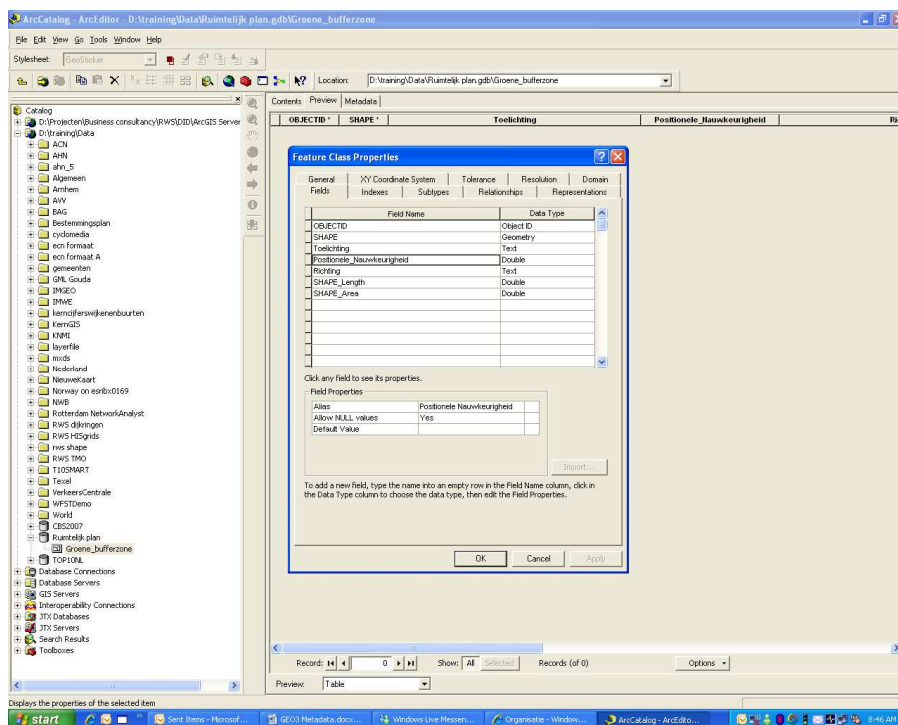 ArcCatalog - ArcEditor - D:\training\Data\Ruimtelijk plan.gdb\Groene_bufferzone
File Edit View Go Tools Window Help
Stylesheet: GeoSticker
Location: D:\training\Data\Ruimtelijk plan.gdb\Groene_bufferzone
Contents Preview Metadata
OBJECTID * SHAPE * Toelichting Positionele_Nauwkeurigheid Ri
Catalog
D:\Projecten\Business consultancy\RWS\DID\ArcGIS Server
D:\training\Data
ACN
AHN
ahn_5
Algemeen
Arnhem
AVV
BAG
Bestemmingsplan
cyclomedia
ecn formaat
ecn formaat A
gemeenten
GML Gouda
IMGEO
IMWE
kerncijferswijkenenbuurten
KernGIS
KNMI
layerfile
mxds
Nederland
NieuweKaart
Norway on esribx0169
NWB
Rotterdam NetworkAnalyst
RWS dijkringen
RWS HISgrids
rws shape
RWS TMO
T10SMART
Texel
VerkeersCentrale
WFSTDemo
World
CBS2007
Ruimtelijk plan
Groene_bufferzone
TOP10NL
Database Connections
Database Servers
GIS Servers
Interoperability Connections
JTX Databases
JTX Servers
Search Results
Toolboxes
Feature Class Properties
General XY Coordinate System Tolerance Resolution Domain
Fields Indexes Subtypes Relationships Representations
Field Name Data Type
OBJECTID Object ID
SHAPE Geometry
Toelichting Text
Positionele_Nauwkeurigheid Double
Richting Text
SHAPE_Length Double
SHAPE_Area Double
Click any field to see its properties.
Field Properties
Alias Positionele Nauwkeurigheid
Allow NULL values Yes
Default Value
Import...
To add a new field, type the name into an empty row in the Field Name column, click in
the Data Type column to choose the data type, then edit the Field Properties.
OK Cancel Apply
Record: 0 Show: All Selected Records (of 0) Options
Preview: Table
Displays the properties of the selected item
start Sent Items - Microsof... GEO3 Metadata.docx... Windows Live Messen... Organisatie - Window... ArcCatalog - ArcEdito... 8:46 AM